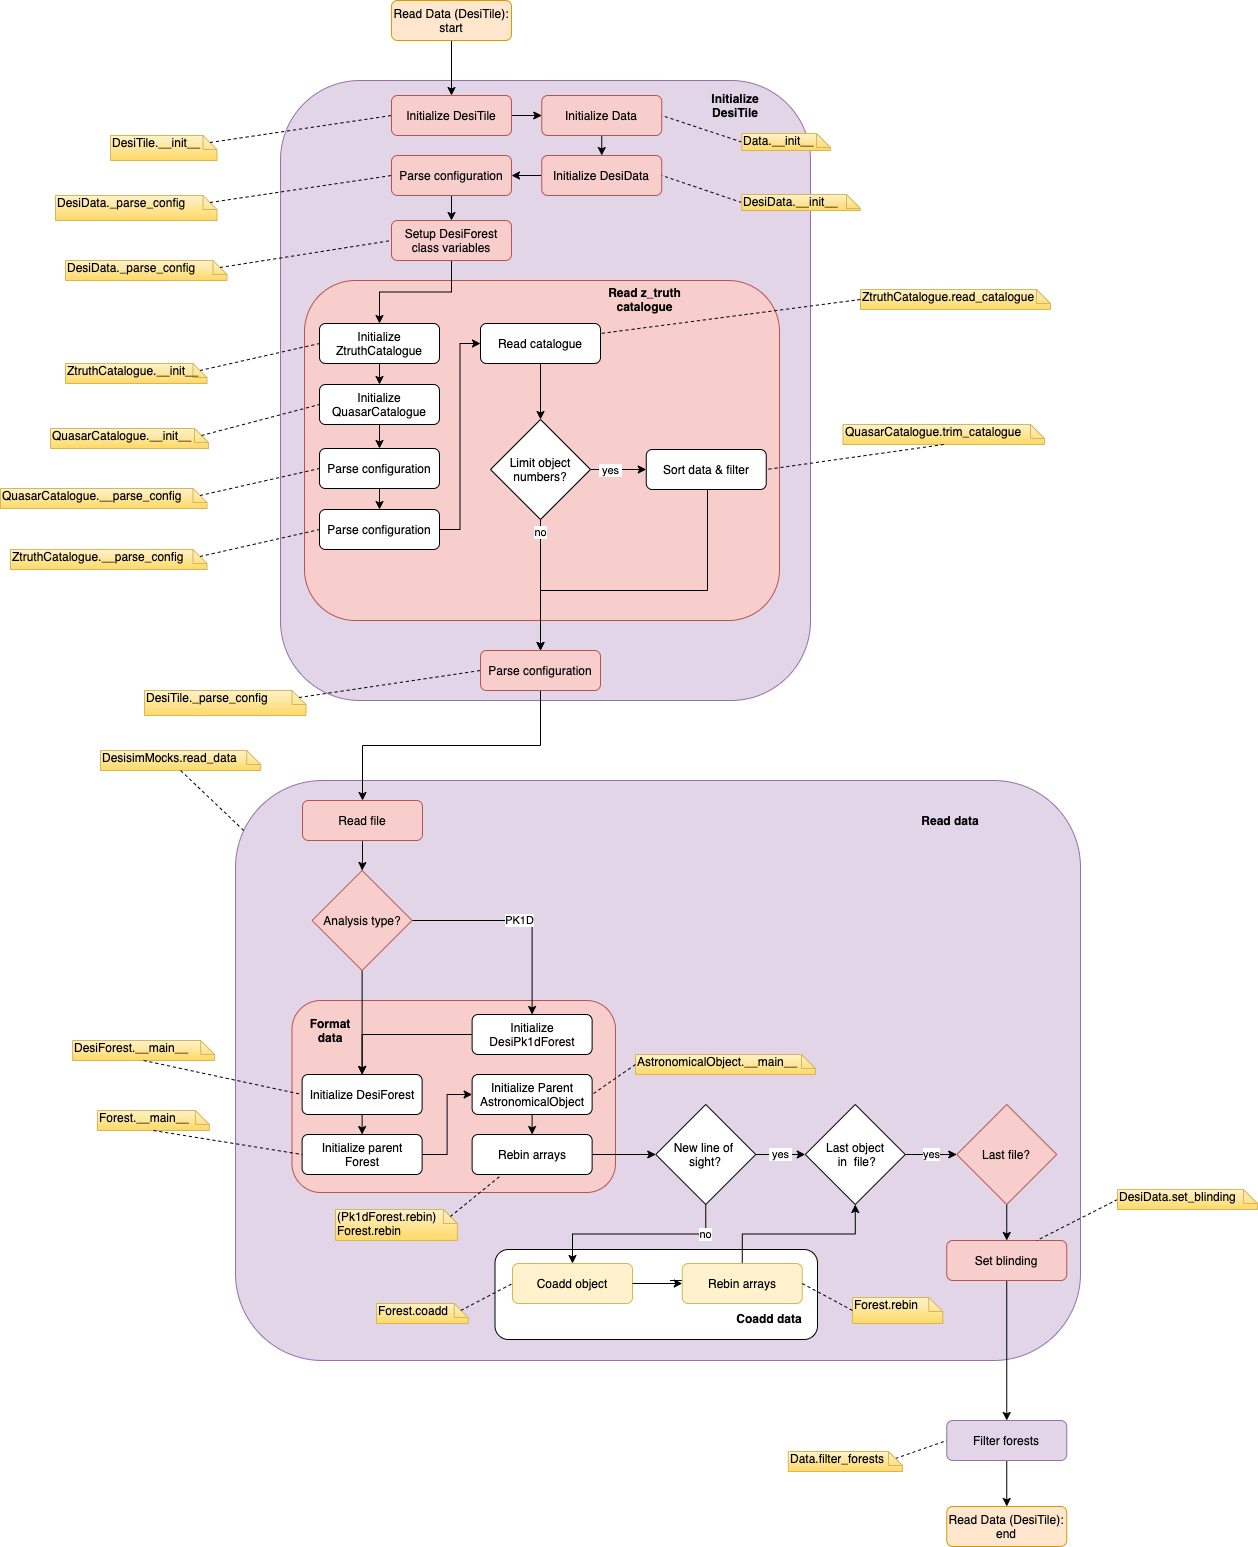 Read Data (DesiTile):
start
Initialize
DesiTile
Initialize DesiTile
Initialize Data
DesiTile.__init__
Data.__init__
Parse configuration
Initialize DesiData
DesiData._parse_config
DesiData.__init__
Setup DesiForest
class variables
DesiData._parse_config
Read z_truth
catalogue
ZtruthCatalogue.read_catalogue
Initialize
ZtruthCatalogue
Read catalogue
ZtruthCatalogue.__init__
Initialize
QuasarCatalogue
QuasarCatalogue.__init__
QuasarCatalogue.trim_catalogue
Parse configuration
Limit object
numbers?
yes
Sort data & filter
QuasarCatalogue.__parse_config
Parse configuration
no
ZtruthCatalogue.__parse_config
Parse configuration
DesiTile._parse_config
DesisimMocks.read_data
Read file
Read data
Analysis type?
PK1D
Format
data
Initialize
DesiPk1dForest
DesiForest.__main__
AstronomicalObject.__main__
Initialize DesiForest
Initialize Parent
AstronomicalObject
Forest.__main__
Initialize parent
Forest
Rebin arrays
New line of
sight?
yes
Last object
in  file?
yes
Last file?
DesiData.set_blinding
(Pk1dForest.rebin)
Forest.rebin
no
Set blinding
Coadd object
Rebin arrays
Forest.coadd
Forest.rebin
Coadd data
Filter forests
Data.filter_forests
Read Data (DesiTile):
end